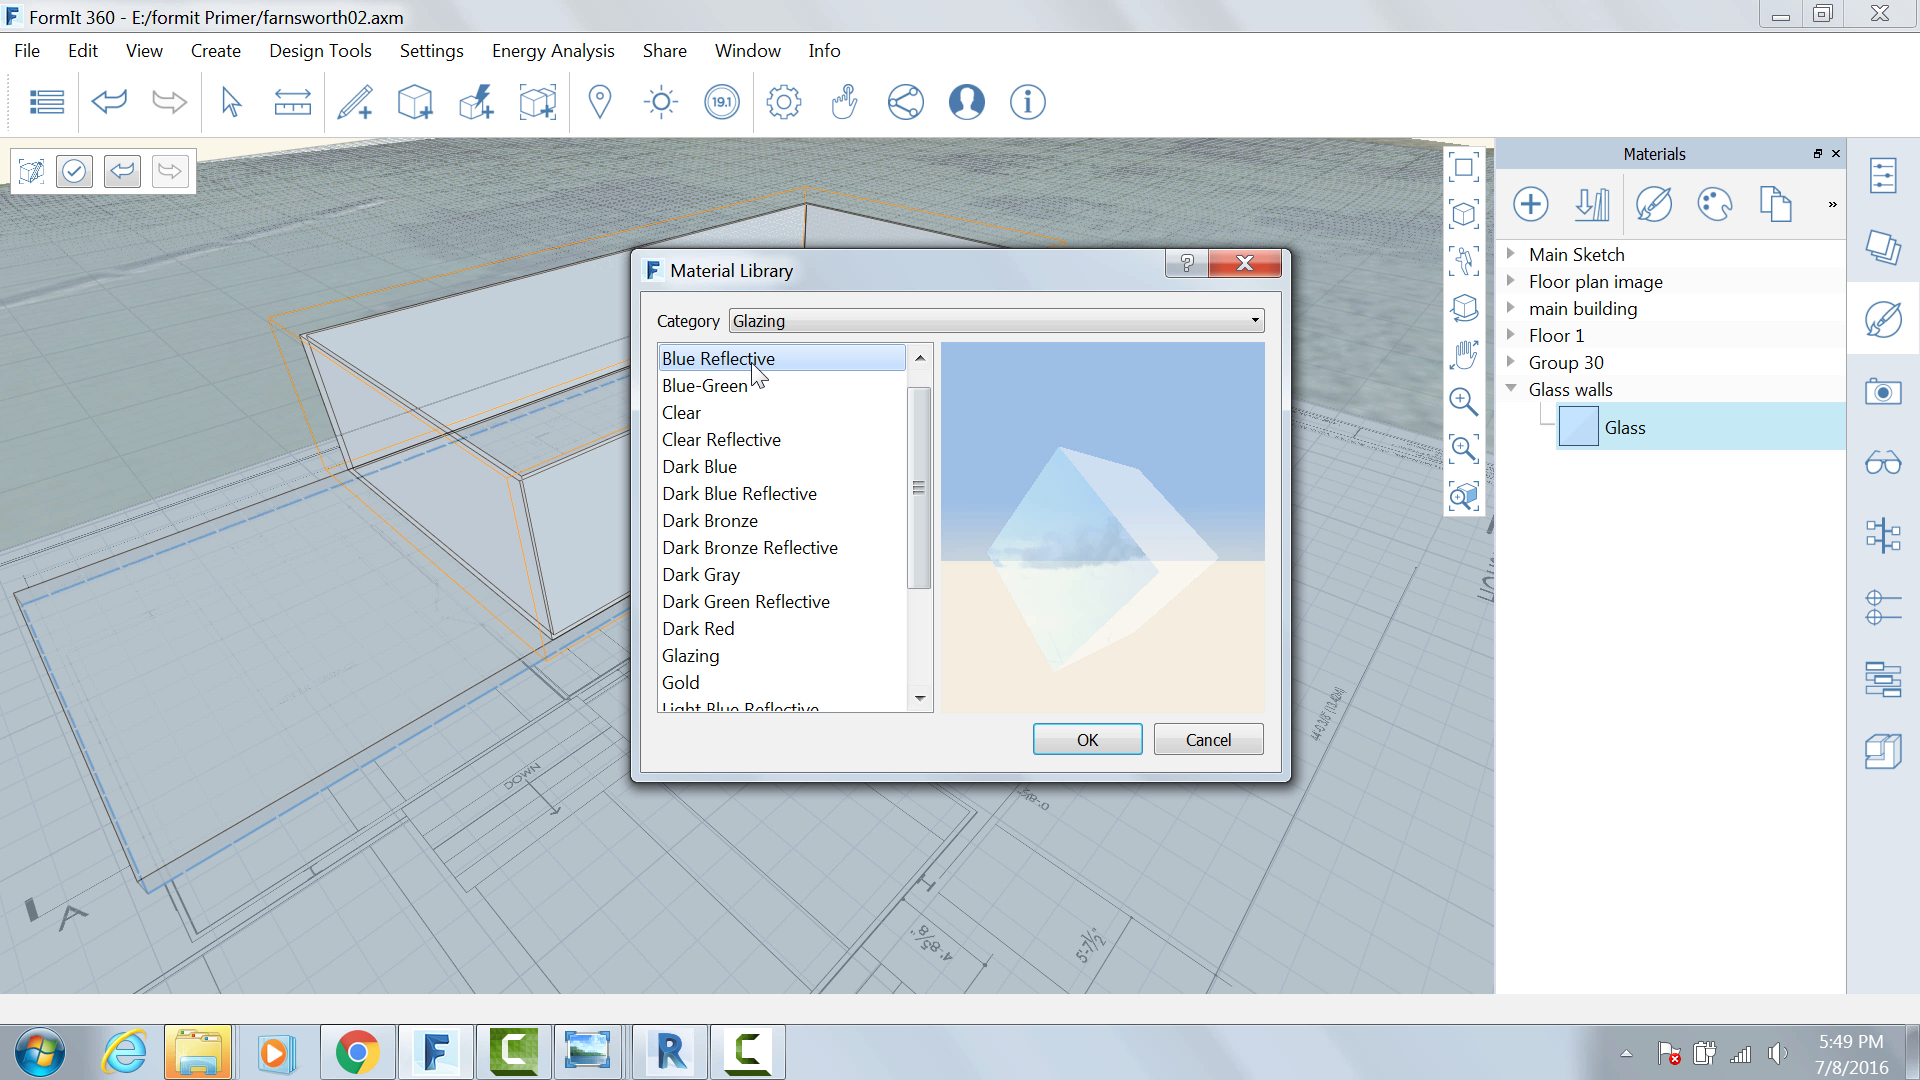 FormIt 360 - E:/formit Primer/farnsworth02.axm
File Edit View Create Design Tools Settings Energy Analysis Share Window Info
19.1
Materials
Main Sketch
Floor plan image
main building
Floor 1
Group 30
Glass walls
Glass
Material Library
Category Glazing
Blue Reflective
Blue-Green
Clear
Clear Reflective
Dark Blue
Dark Blue Reflective
Dark Bronze
Dark Bronze Reflective
Dark Gray
Dark Green Reflective
Dark Red
Glazing
Gold
Light Blue Reflective
OK Cancel
DOWN
4'-8⅝"
5'-7½"
A
5:49 PM
7/8/2016